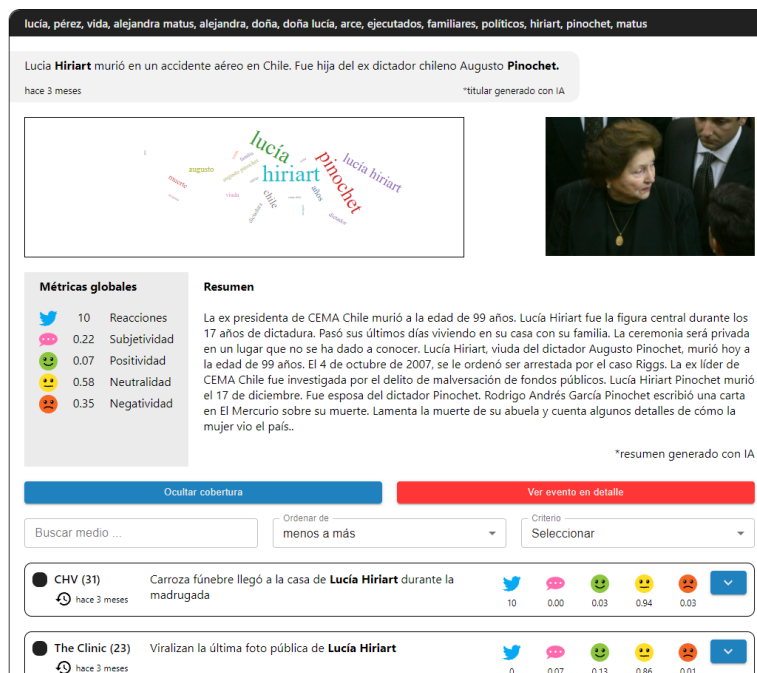 lucía, pérez, vida, alejandra matus, alejandra, doña, doña lucía, arce, ejecutados, familiares, políticos, hiriart, pinochet, matus
Lucia Hiriart murió en un accidente aéreo en Chile. Fue hija del ex dictador chileno Augusto Pinochet.
hace 3 meses
*titular generado con IA
lucía
pinochet
lucía hiriart
hiriart
augusto
augusto pinochet
muerte
viuda
chile
años
dictadura
dictador
Métricas globales
10 Reacciones
0.22 Subjetividad
0.07 Positividad
0.58 Neutralidad
0.35 Negatividad
Resumen
La ex presidenta de CEMA Chile murió a la edad de 99 años. Lucía Hiriart fue la figura central durante los
17 años de dictadura. Pasó sus últimos días viviendo en su casa con su familia. La ceremonia será privada
en un lugar que no se ha dado a conocer. Lucía Hiriart, viuda del dictador Augusto Pinochet, murió hoy a
la edad de 99 años. El 4 de octubre de 2007, se le ordenó ser arrestada por el caso Riggs. La ex líder de
CEMA Chile fue investigada por el delito de malversación de fondos públicos. Lucía Hiriart Pinochet murió
el 17 de diciembre. Fue esposa del dictador Pinochet. Rodrigo Andrés García Pinochet escribió una carta
en El Mercurio sobre su muerte. Lamenta la muerte de su abuela y cuenta algunos detalles de cómo la
mujer vio el país..
*resumen generado con IA
Ocultar cobertura
Ver evento en detalle
Buscar medio ...
Ordenar de
menos a más
Criterio
Seleccionar
CHV (31)
hace 3 meses
Carroza fúnebre llegó a la casa de Lucía Hiriart durante la
madrugada
10 0.00 0.03 0.94 0.03
The Clinic (23)
hace 3 meses
Viralizan la última foto pública de Lucía Hiriart
0 0.07 0.13 0.86 0.01